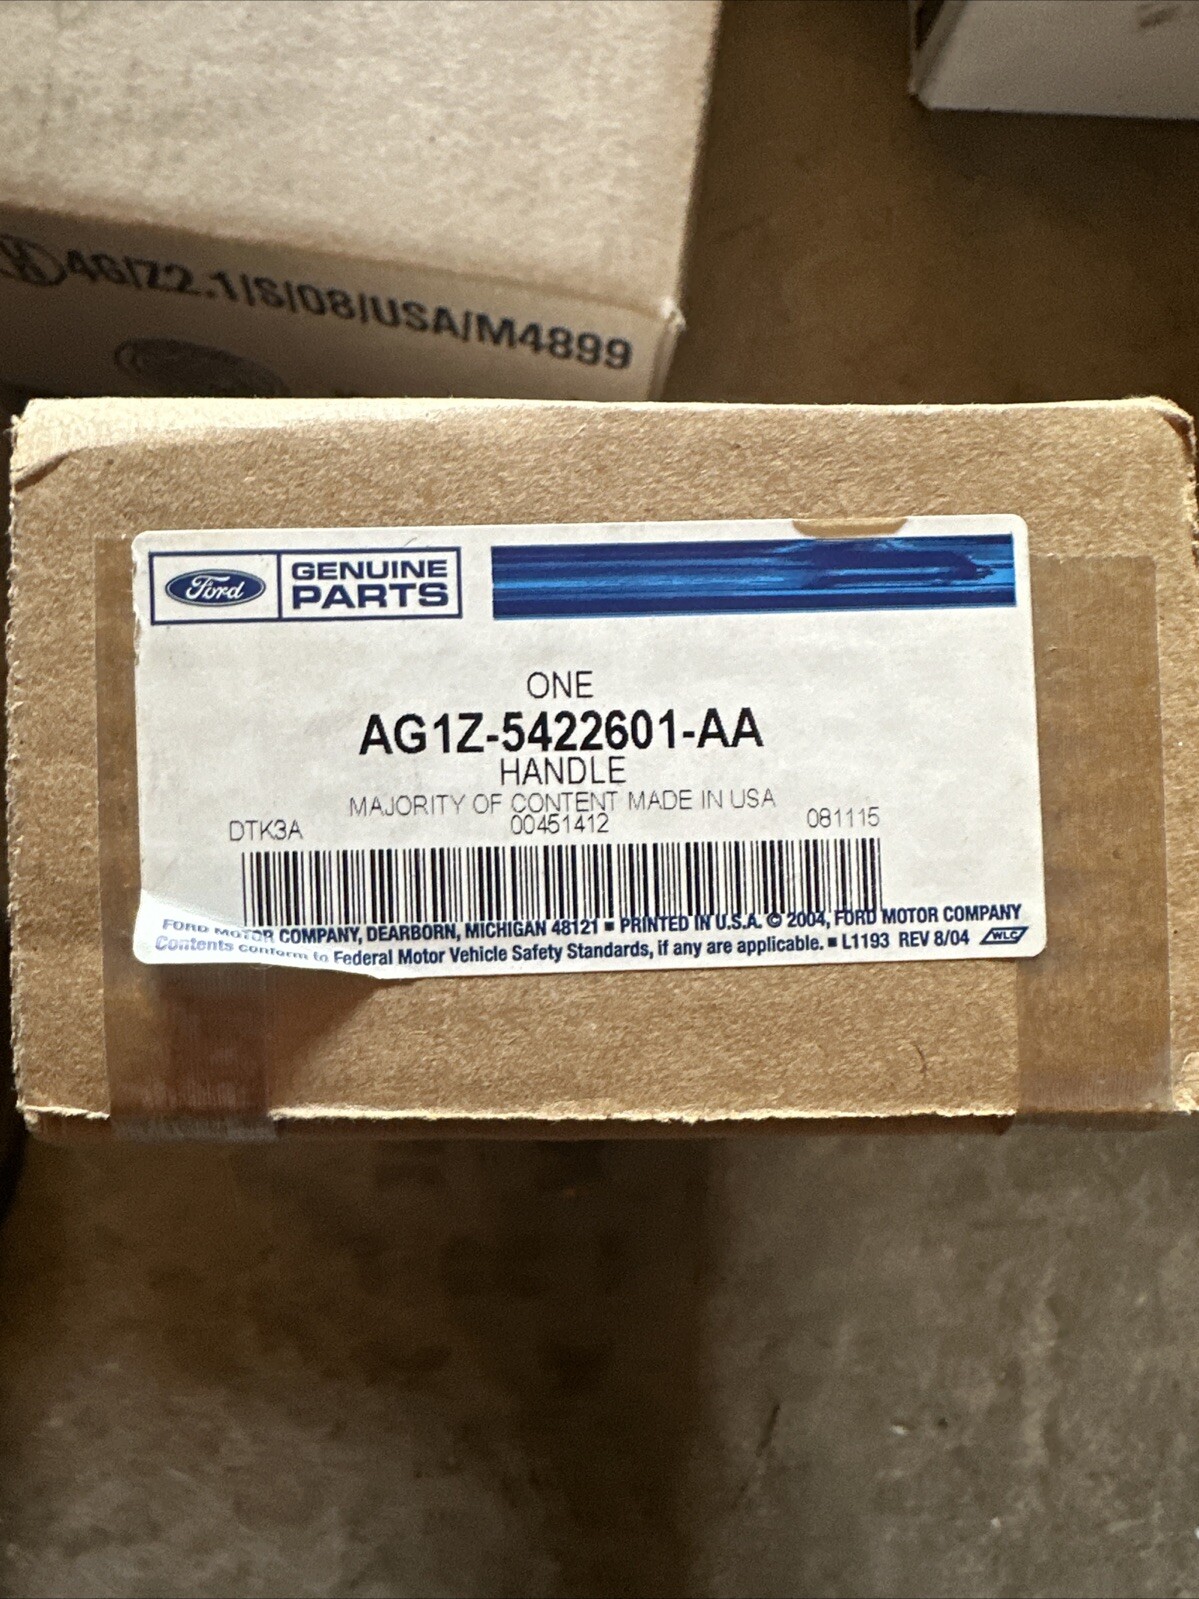 4G/Z2.1/S/08/USA/M4899
Ford
GENUINE
PARTS
ONE
AG1Z-5422601-AA
HANDLE
MAJORITY OF CONTENT MADE IN USA
DTK3A 00451412 081115
FORD MOTOR COMPANY, DEARBORN, MICHIGAN 48121 ■ PRINTED IN U.S.A. © 2004, FORD MOTOR COMPANY
Contents conform to Federal Motor Vehicle Safety Standards, if any are applicable. ■ L1193 REV 8/04 WLC